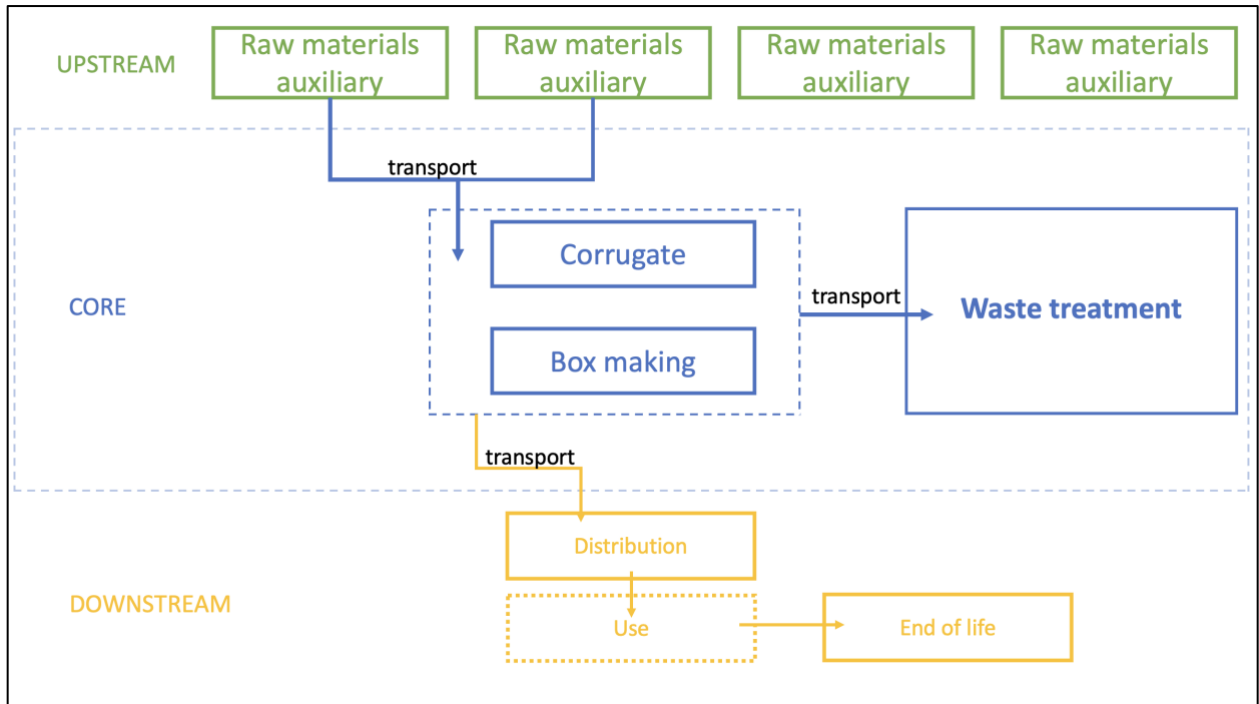 UPSTREAM
Raw materials
auxiliary
Raw materials
auxiliary
Raw materials
auxiliary
Raw materials
auxiliary
transport
CORE
Corrugate
Box making
transport
Waste treatment
transport
DOWNSTREAM
Distribution
Use
End of life